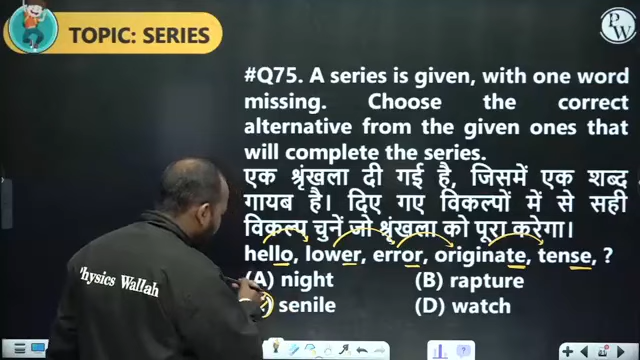 TOPIC: SERIES
PW
#Q75. A series is given, with one word
missing. Choose the correct
alternative from the given ones that
will complete the series.
एक श्रृंखला दी गई है, जिसमें एक शब्द
गायब है। दिए गए विकल्पों में से सही
विकल्प चुनें जो श्रृंखला को पूरा करेगा।
hello, lower, error, originate, tense, ?
(A) night (B) rapture
senile (D) watch
Physics Wallah